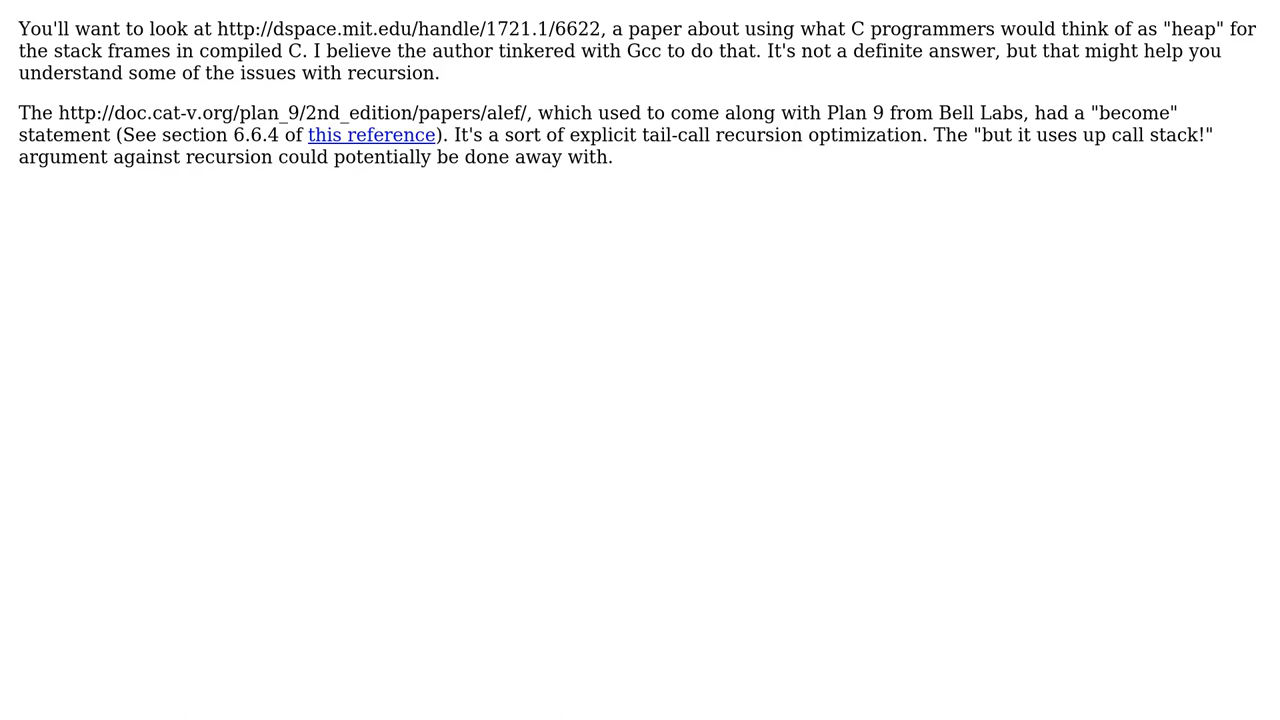 You'll want to look at http://dspace.mit.edu/handle/1721.1/6622, a paper about using what C programmers would think of as "heap" for
the stack frames in compiled C. I believe the author tinkered with Gcc to do that. It's not a definite answer, but that might help you
understand some of the issues with recursion.
The http://doc.cat-v.org/plan_9/2nd_edition/papers/alef/, which used to come along with Plan 9 from Bell Labs, had a "become"
statement (See section 6.6.4 of this reference). It's a sort of explicit tail-call recursion optimization. The "but it uses up call stack!"
argument against recursion could potentially be done away with.